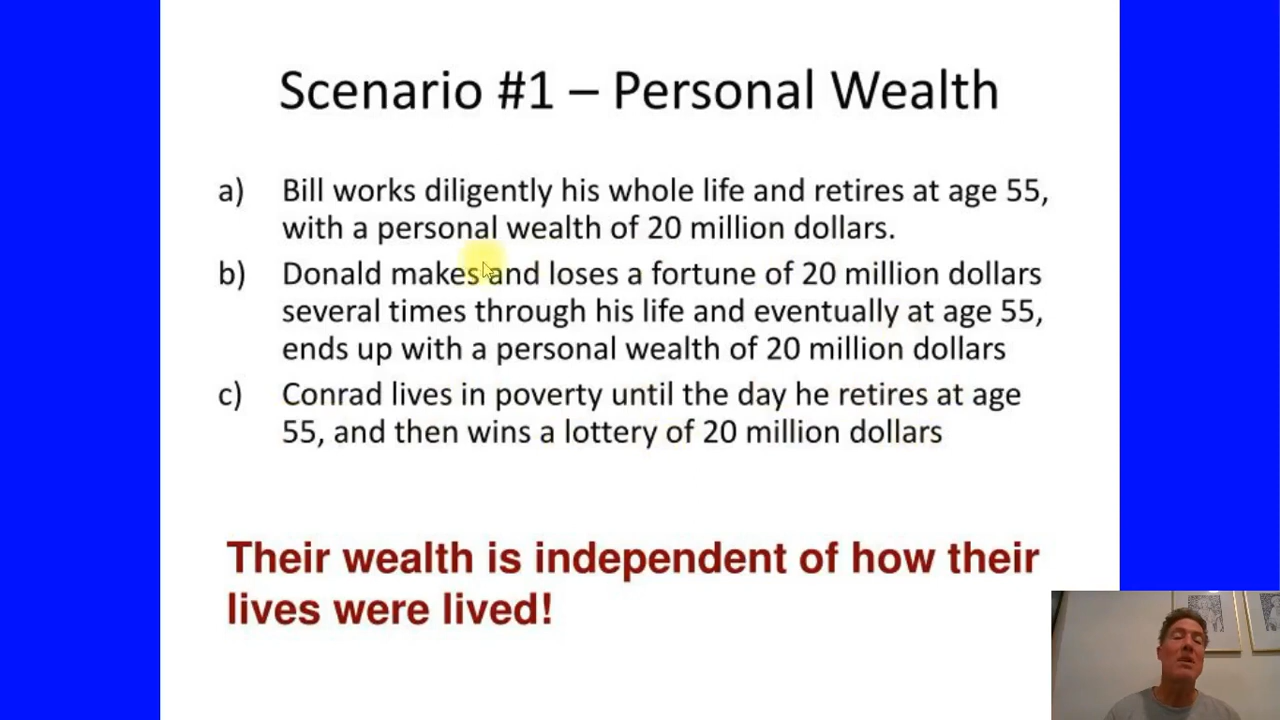 Scenario #1 – Personal Wealth
a) Bill works diligently his whole life and retires at age 55,
with a personal wealth of 20 million dollars.
b) Donald makes and loses a fortune of 20 million dollars
several times through his life and eventually at age 55,
ends up with a personal wealth of 20 million dollars
c) Conrad lives in poverty until the day he retires at age
55, and then wins a lottery of 20 million dollars
Their wealth is independent of how their
lives were lived!